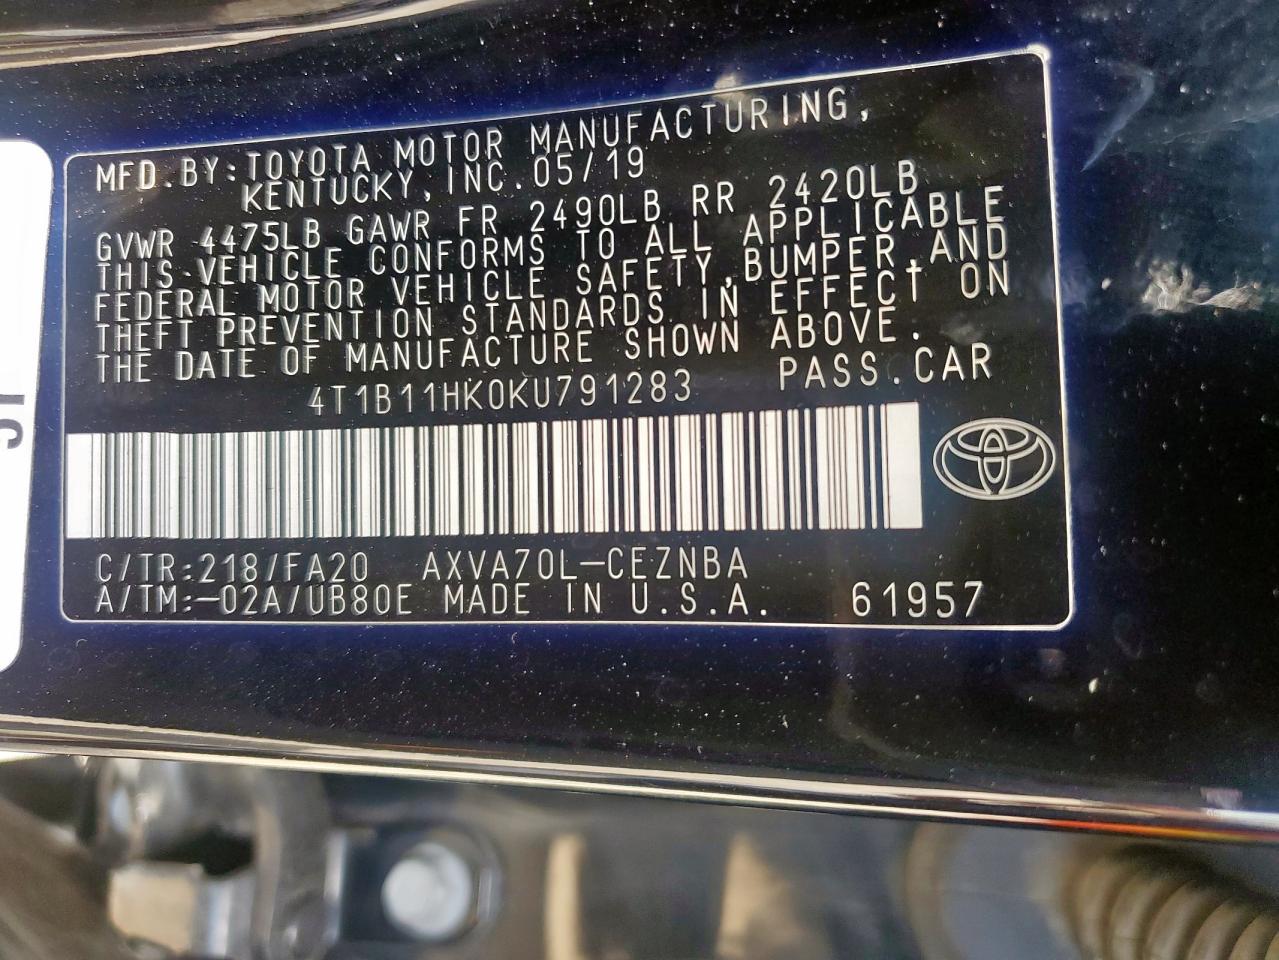 MFD.BY:TOYOTA MOTOR MANUFACTURING,
KENTUCKY, INC. 05/19
GVWR 4475LB GAWR FR 2490LB RR 2420LB
THIS VEHICLE CONFORMS TO ALL APPLICABLE
FEDERAL MOTOR VEHICLE SAFETY, BUMPER, AND
THEFT PREVENTION STANDARDS IN EFFECT ON
THE DATE OF MANUFACTURE SHOWN ABOVE.
4T1B11HK0KU791283 PASS.CAR
C/TR:218/FA20 AXVA70L-CEZNBA
A/TM:-02A/UB80E MADE IN U.S.A. 61957